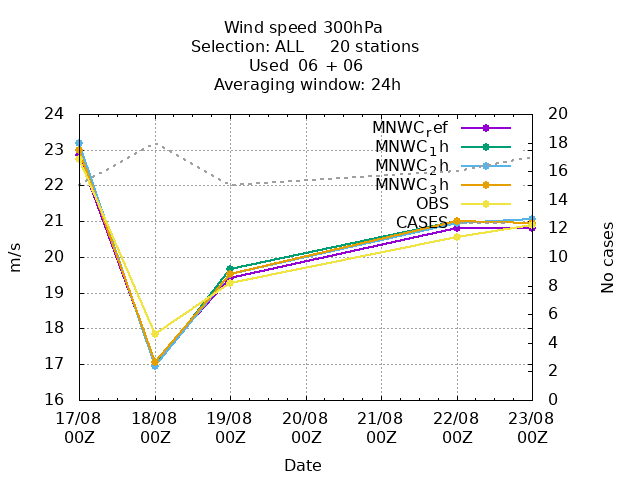 Wind speed 300hPa
Selection: ALL 20 stations
Used 06 + 06
Averaging window: 24h
24 20
MNWC_ref
MNWC_1h
MNWC_2h
MNWC_3h
OBS
CASES
23 18
22 16
21 14
20 12
19 10
18 8
17 6
16 4
2
0
m/s
No cases
17/08 18/08 19/08 20/08 21/08 22/08 23/08
00Z 00Z 00Z 00Z 00Z 00Z 00Z
Date